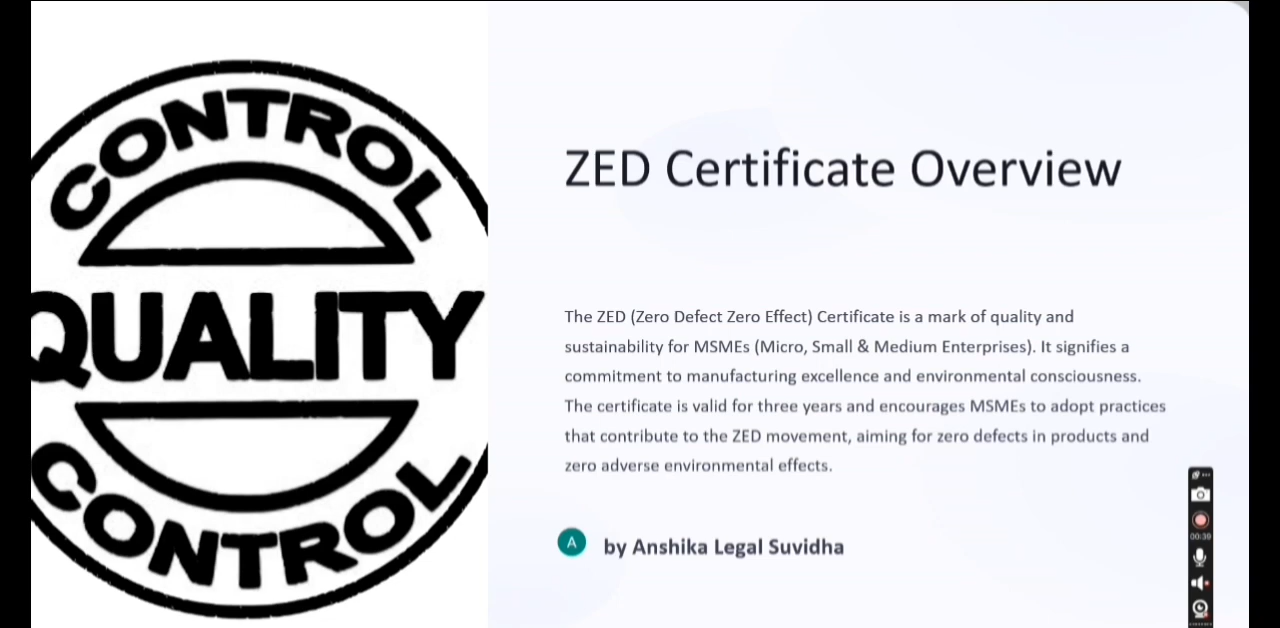 CONTROL
QUALITY
CONTROL
ZED Certificate Overview
The ZED (Zero Defect Zero Effect) Certificate is a mark of quality and
sustainability for MSMEs (Micro, Small & Medium Enterprises). It signifies a
commitment to manufacturing excellence and environmental consciousness.
The certificate is valid for three years and encourages MSMEs to adopt practices
that contribute to the ZED movement, aiming for zero defects in products and
zero adverse environmental effects.
A by Anshika Legal Suvidha
00:39